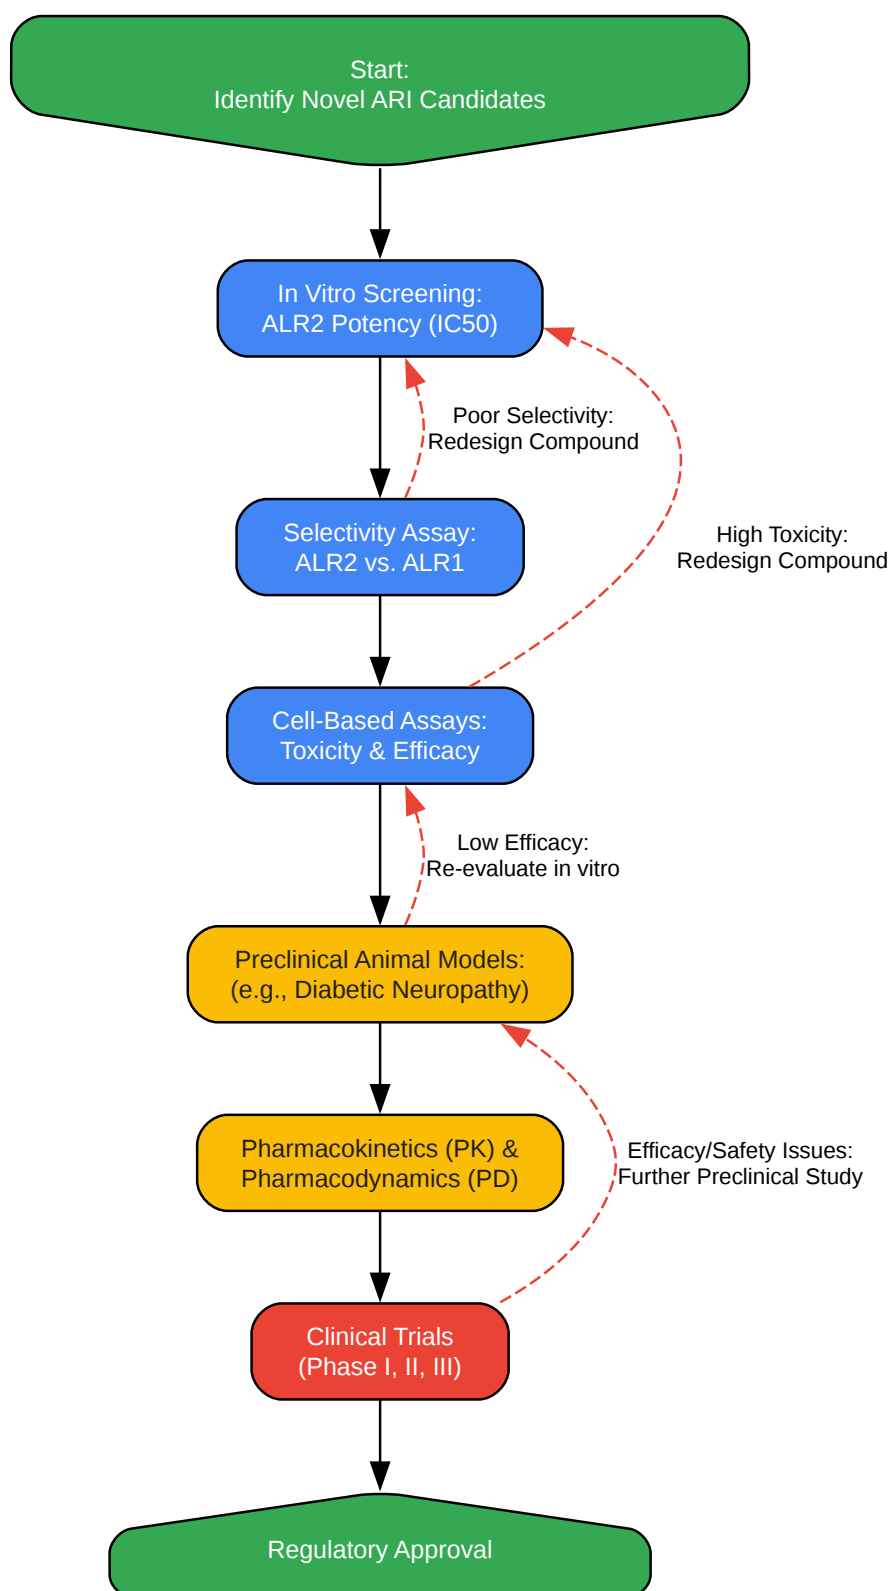 Start:
Identify Novel ARI Candidates
In Vitro Screening:
ALR2 Potency (IC50)
Poor Selectivity:
Redesign Compound
Selectivity Assay:
ALR2 vs. ALR1
High Toxicity:
Redesign Compound
Cell-Based Assays:
Toxicity & Efficacy
Low Efficacy:
Re-evaluate in vitro
Preclinical Animal Models:
(e.g., Diabetic Neuropathy)
Pharmacokinetics (PK) &
Pharmacodynamics (PD)
Efficacy/Safety Issues:
Further Preclinical Study
Clinical Trials
(Phase I, II, III)
Regulatory Approval